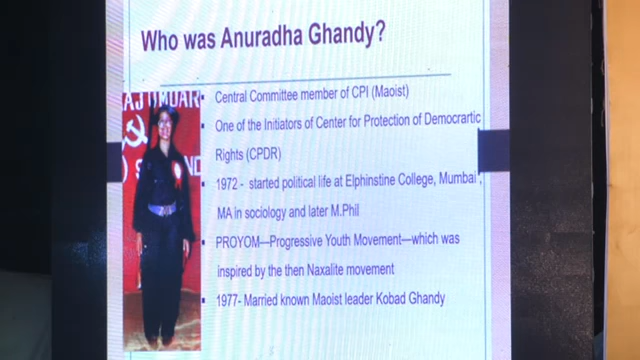 Who was Anuradha Ghandy?
Central Committee member of CPI (Maoist)
One of the Initiators of Center for Protection of Demorcartic
Rights (CPDR)
1972 - started political life at Elphinstine College, Mumbai,
MA in sociology and later M.Phil
PROYOM—Progressive Youth Movement—which was
inspired by the then Naxalite movement
1977- Married known Maoist leader Kobad Ghandy